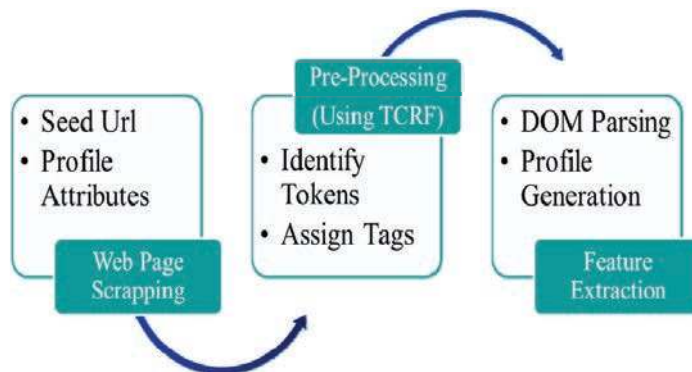 • Seed Url
• Profile
Attributes
Web Page
Scrapping
Pre-Processing
(Using TCRF)
• Identify
Tokens
• Assign Tags
• DOM Parsing
• Profile
Generation
Feature
Extraction